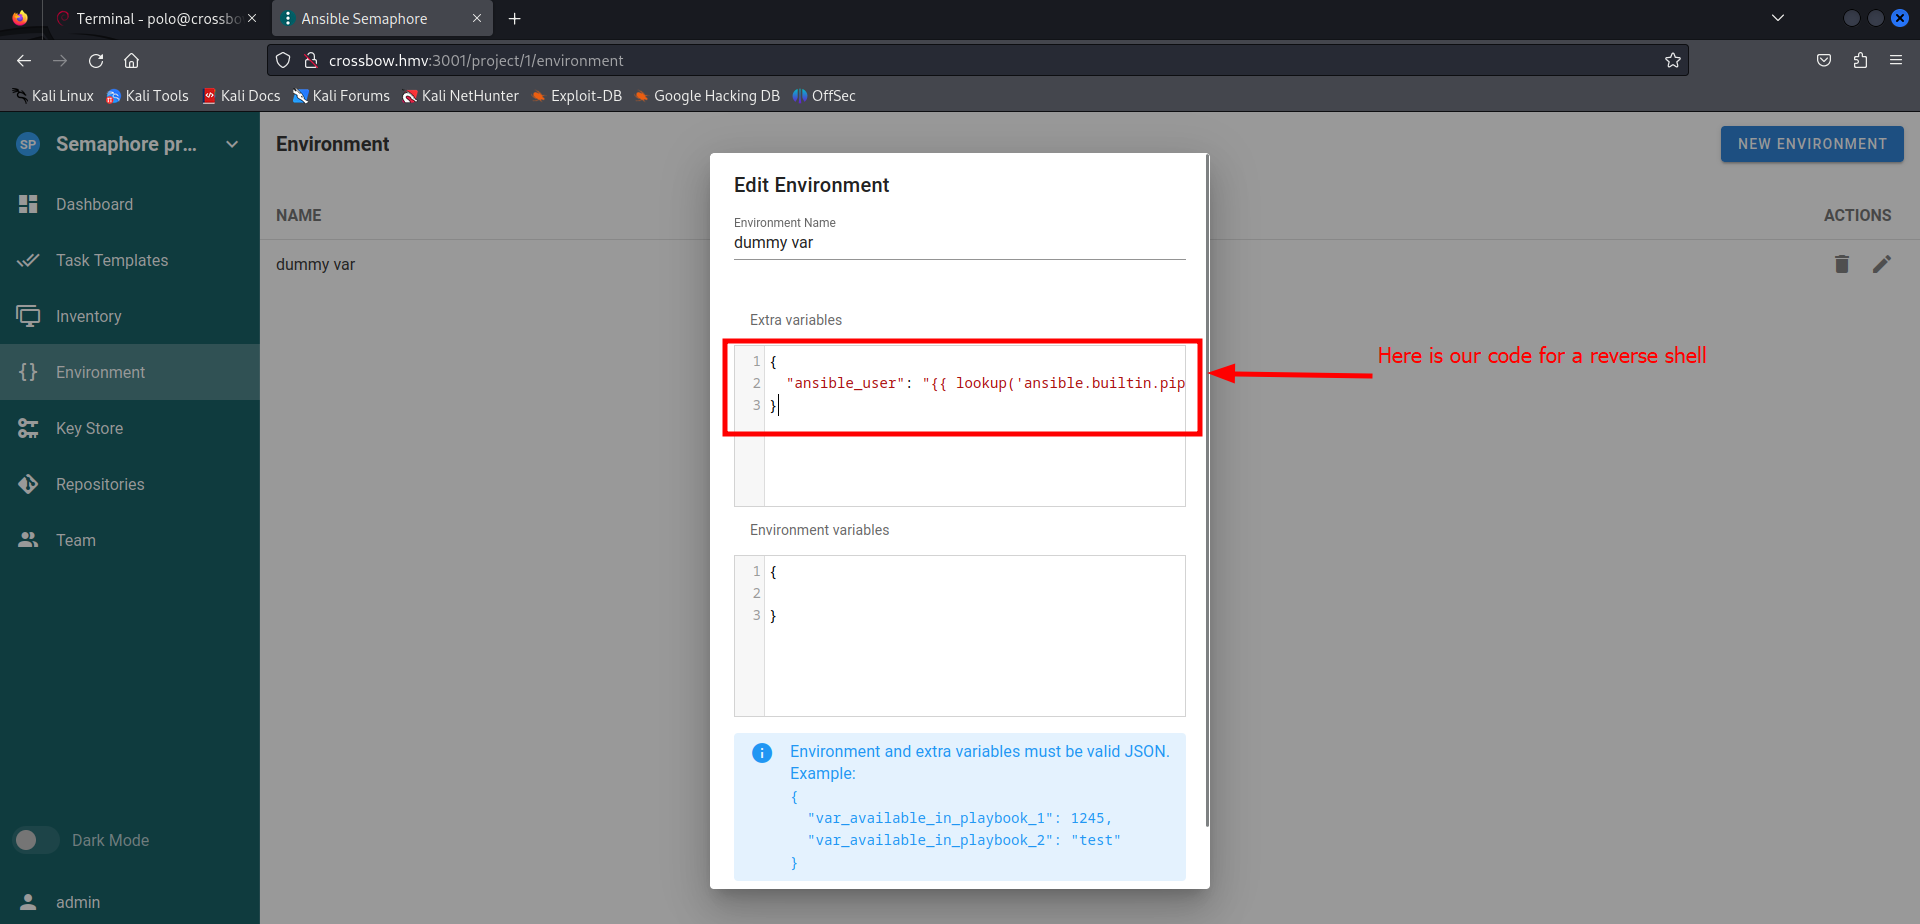 Terminal - polo@crossbo
Ansible Semaphore
crossbow.hmv:3001/project/1/environment
Kali Linux
Kali Tools
Kali Docs
Kali Forums
Kali NetHunter
Exploit-DB
Google Hacking DB
OffSec
SP
Semaphore pr...
Dashboard
Task Templates
Inventory
Environment
Key Store
Repositories
Team
Dark Mode
admin
Environment
NEW ENVIRONMENT
NAME
ACTIONS
dummy var
Edit Environment
Environment Name
dummy var
Extra variables
1 {
2 "ansible_user": "{{ lookup('ansible.builtin.pip
3 }
Here is our code for a reverse shell
Environment variables
1 {
2
3 }
Environment and extra variables must be valid JSON.
Example:
{
"var_available_in_playbook_1": 1245,
"var_available_in_playbook_2": "test"
}